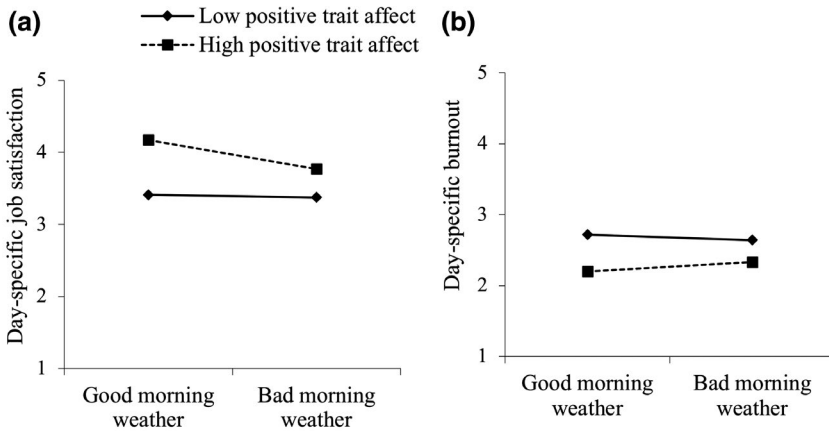 (a)
Low positive trait affect
High positive trait affect
Day-specific job satisfaction
5
4
3
2
1
Good morning
weather
Bad morning
weather
(b)
Day-specific burnout
5
4
3
2
1
Good morning
weather
Bad morning
weather